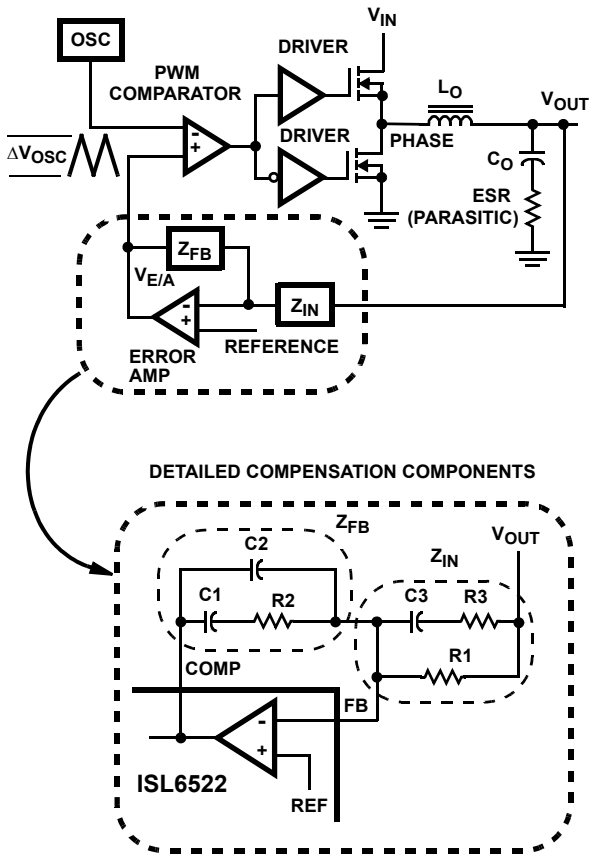 V_IN
OSC
DRIVER
PWM
COMPARATOR
L_O
V_OUT
-
+
DRIVER
PHASE
C_O
ΔV_OSC
ESR
(PARASITIC)
Z_FB
V_E/A
-
+
Z_IN
REFERENCE
ERROR
AMP
DETAILED COMPENSATION COMPONENTS
Z_FB
V_OUT
C2
Z_IN
C1
R2
C3
R3
R1
COMP
FB
-
+
ISL6522
REF